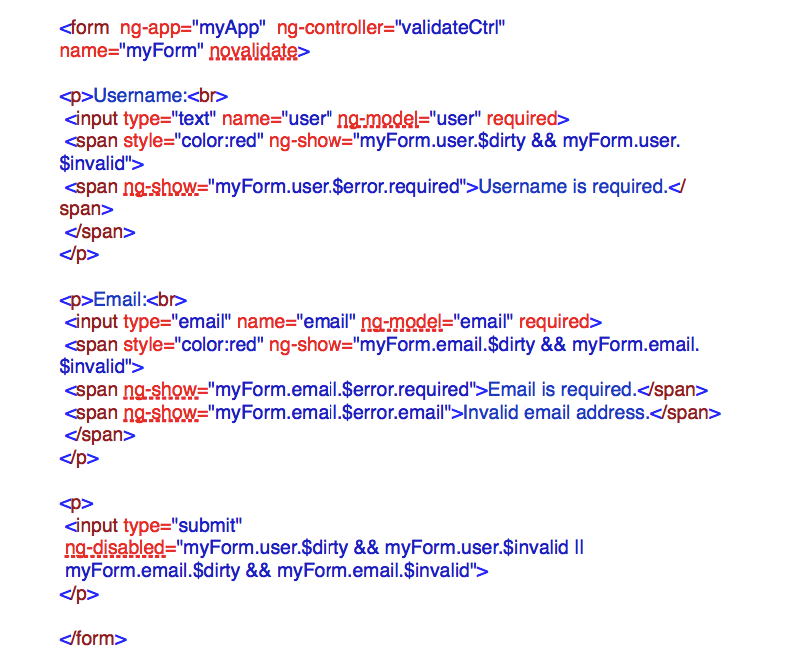 <form  ng-app="myApp"  ng-controller="validateCtrl"
name="myForm" novalidate>
<p>Username:<br>
<input type="text" name="user" ng-model="user" required>
<span style="color:red" ng-show="myForm.user.$dirty && myForm.user.
$invalid">
<span ng-show="myForm.user.$error.required">Username is required.</
span>
</span>
</p>
<p>Email:<br>
<input type="email" name="email" ng-model="email" required>
<span style="color:red" ng-show="myForm.email.$dirty && myForm.email.
$invalid">
<span ng-show="myForm.email.$error.required">Email is required.</span>
<span ng-show="myForm.email.$error.email">Invalid email address.</span>
</span>
</p>
<p>
<input type="submit"
ng-disabled="myForm.user.$dirty && myForm.user.$invalid ||
myForm.email.$dirty && myForm.email.$invalid">
</p>
</form>